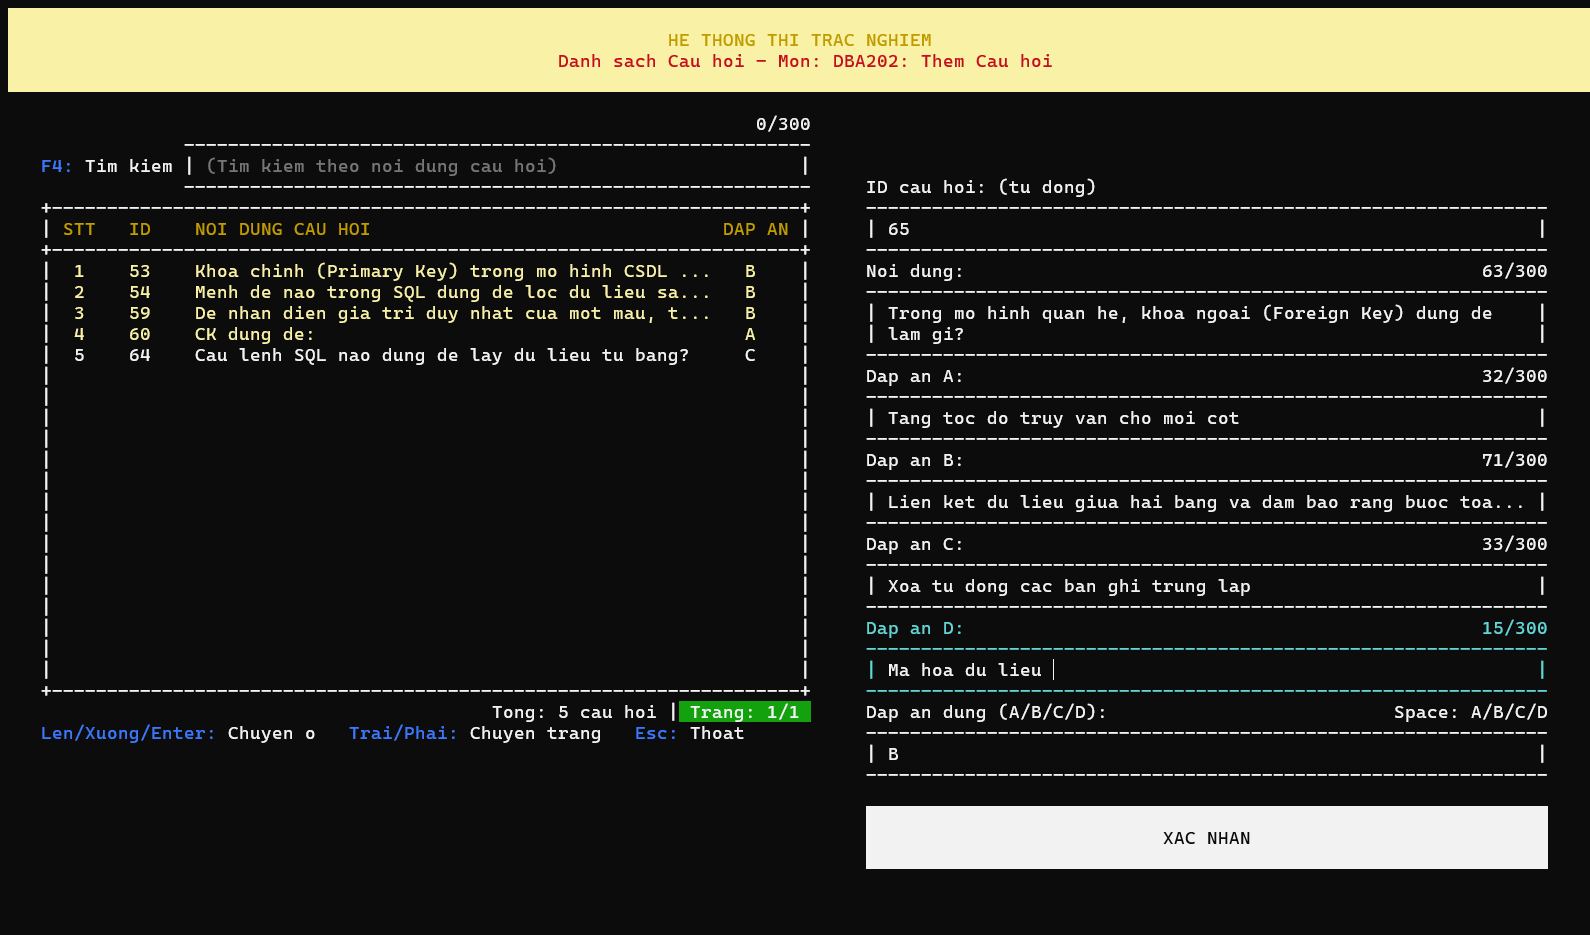 HE THONG THI TRAC NGHIEM
Danh sach Cau hoi - Mon: DBA202: Them Cau hoi
0/300
F4: Tim kiem | (Tim kiem theo noi dung cau hoi) |
STT ID NOI DUNG CAU HOI DAP AN
1 53 Khoa chinh (Primary Key) trong mo hinh CSDL ... B
2 54 Menh de nao trong SQL dung de loc du lieu sa... B
3 59 De nhan dien gia tri duy nhat cua mot mau, t... B
4 60 CK dung de: A
5 64 Cau lenh SQL nao dung de lay du lieu tu bang? C
Tong: 5 cau hoi | Trang: 1/1
Len/Xuong/Enter: Chuyen o Trai/Phai: Chuyen trang Esc: Thoat
ID cau hoi: (tu dong)
65
Noi dung: 63/300
Trong mo hinh quan he, khoa ngoai (Foreign Key) dung de
lam gi?
Dap an A: 32/300
Tang toc do truy van cho moi cot
Dap an B: 71/300
Lien ket du lieu giua hai bang va dam bao rang buoc toa...
Dap an C: 33/300
Xoa tu dong cac ban ghi trung lap
Dap an D: 15/300
Ma hoa du lieu
Dap an dung (A/B/C/D): Space: A/B/C/D
B
XAC NHAN